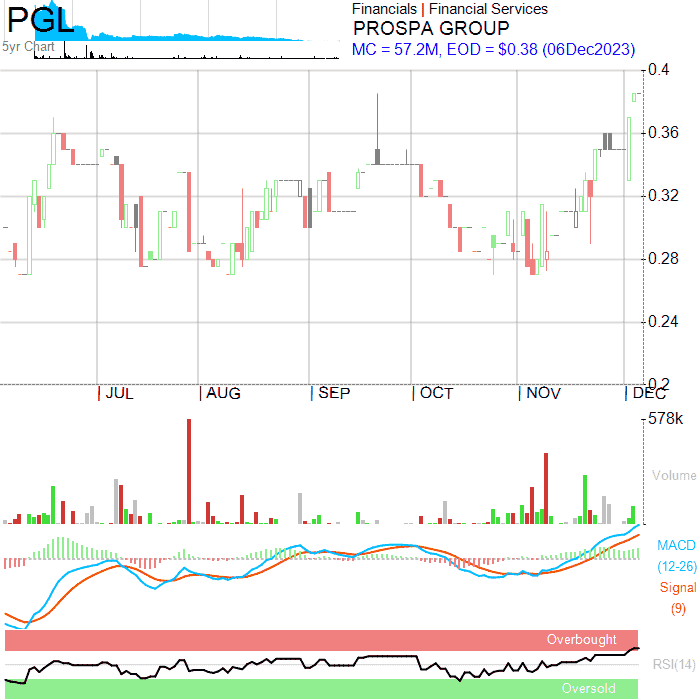 PGL
5yr Chart
Financials | Financial Services
PROSPA GROUP
MC = 57.2M, EOD = $0.38 (06Dec2023)
0.4
0.36
0.32
0.28
0.24
0.2
JUL AUG SEP OCT NOV DEC
578k
Volume
MACD
(12-26)
Signal
(9)
Overbought
RSI(14)
Oversold